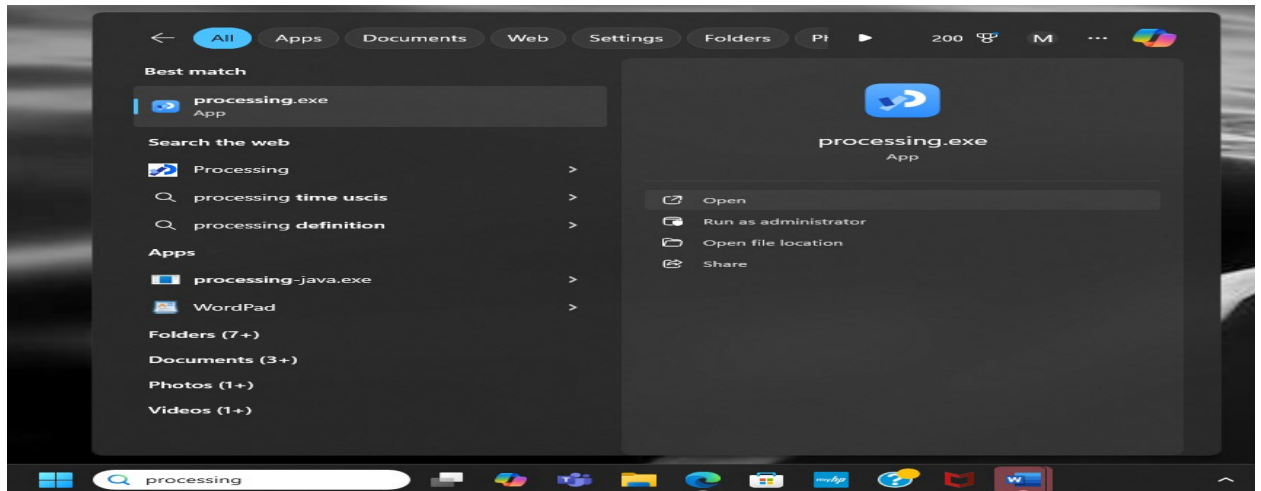 All Apps Documents Web Settings Folders 200 M ...
Best match
processing.exe
App
Search the web
Processing
processing time uscis
processing definition
Apps
processing-java.exe
WordPad
Folders (7+)
Documents (3+)
Photos (1+)
Videos (1+)
processing.exe
App
Open
Run as administrator
Open file location
Share
processing
myhp
W